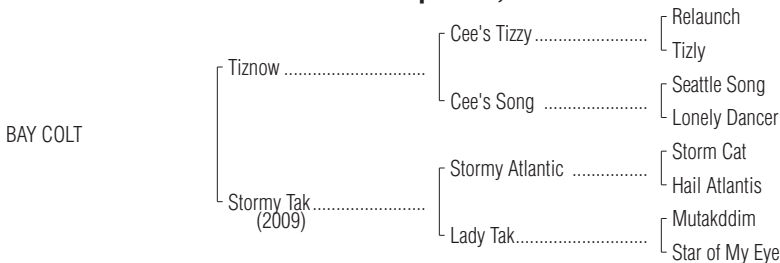 Relaunch
Cee's Tizzy
Tizly
Tiznow
Seattle Song
Cee's Song
Lonely Dancer
BAY COLT
Storm Cat
Stormy Atlantic
Hail Atlantis
Stormy Tak
(2009)
Mutakddim
Lady Tak
Star of My Eye